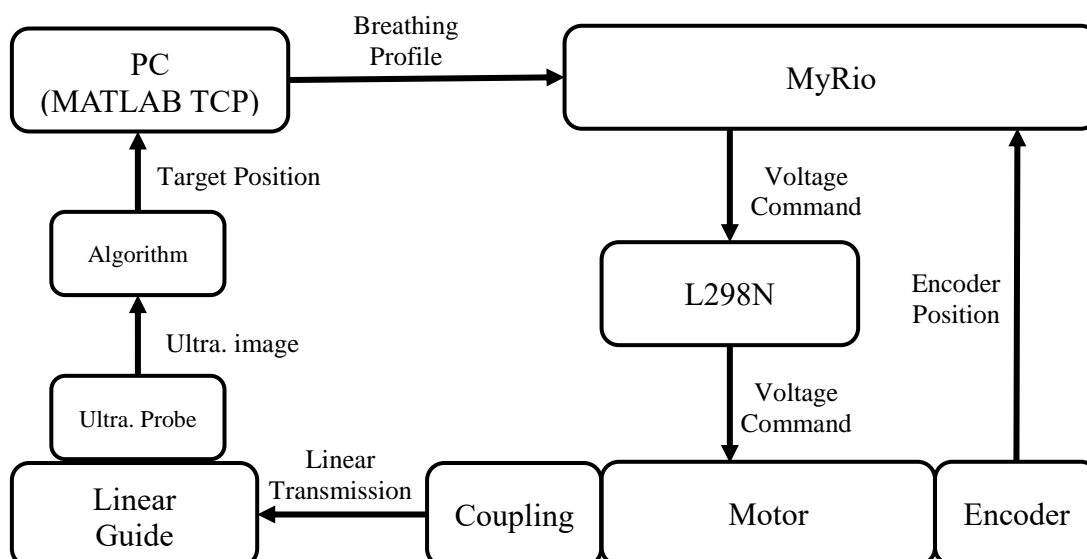 PC
(MATLAB TCP)
Breathing
Profile
MyRio
Target Position
Voltage
Command
Algorithm
L298N
Encoder
Position
Ultra. image
Voltage
Command
Ultra. Probe
Linear
Transmission
Linear
Guide
Coupling
Motor
Encoder